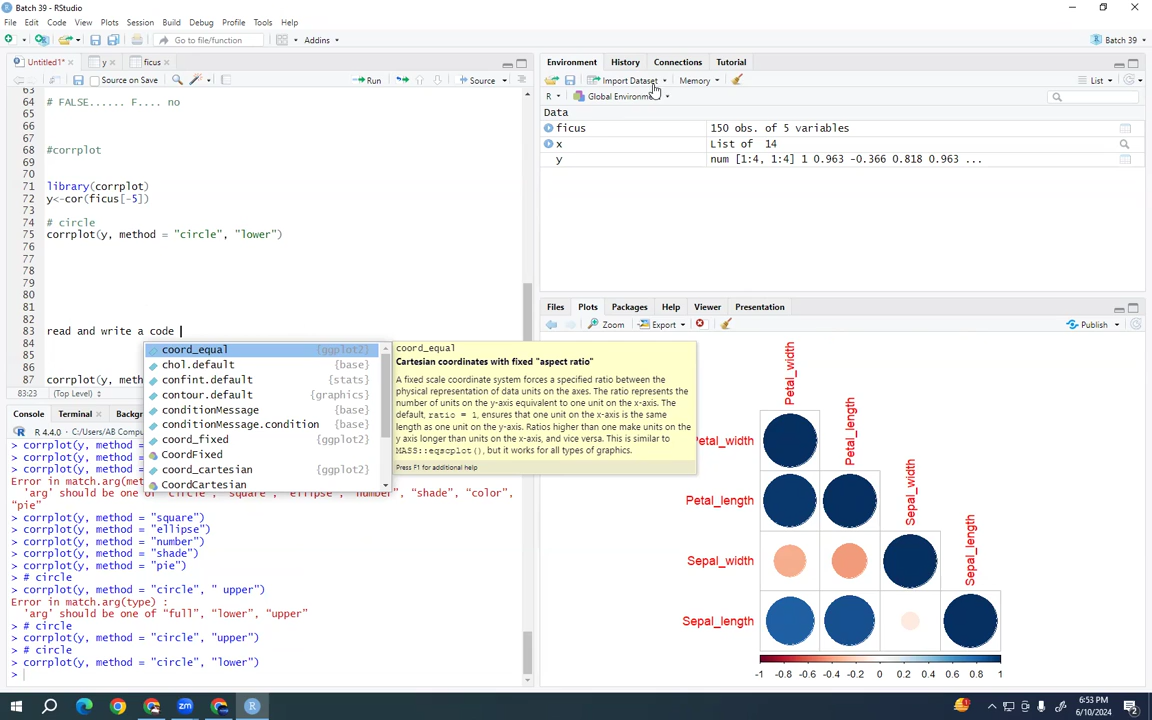 Batch 39 - RStudio
File Edit Code View Plots Session Build Debug Profile Tools Help
Go to file/function Addins Batch 39
Untitled1* y ficus
Source on Save Run Source
63
64 # FALSE...... F.... no
65
66
67
68 #corrplot
69
70
71 library(corrplot)
72 y<-cor(ficus[-5])
73
74 # circle
75 corrplot(y, method = "circle", "lower")
76
77
78
79
80
81
82
83 read and write a code
84
85
86
87 corrplot(y, meth
83:23 (Top Level)
coord_equal {ggplot2}
chol.default {base}
confint.default {stats}
contour.default {graphics}
conditionMessage {base}
conditionMessage.condition {base}
coord_fixed {ggplot2}
CoordFixed {ggplot2}
coord_cartesian {ggplot2}
CoordCartesian
coord_equal
Cartesian coordinates with fixed "aspect ratio"
A fixed scale coordinate system forces a specified ratio between the
physical representation of data units on the axes. The ratio represents the
number of units on the y-axis equivalent to one unit on the x-axis. The
default, ratio = 1, ensures that one unit on the x-axis is the same
length as one unit on the y-axis. Ratios higher than one make units on the
y axis longer than units on the x-axis, and vice versa. This is similar to
MASS::eqscplot(), but it works for all types of graphics.
Press F1 for additional help
Console Terminal Backg
R 4.4.0 · C:/Users/AB Compu
> corrplot(y, method =
> corrplot(y, method =
> corrplot(y, method =
Error in match.arg(met
'arg' should be one of "circle", "square", "ellipse", "number", "shade", "color",
"pie"
> corrplot(y, method = "square")
> corrplot(y, method = "ellipse")
> corrplot(y, method = "number")
> corrplot(y, method = "shade")
> corrplot(y, method = "pie")
> # circle
> corrplot(y, method = "circle", " upper")
Error in match.arg(type) :
'arg' should be one of "full", "lower", "upper"
> # circle
> corrplot(y, method = "circle", "upper")
> # circle
> corrplot(y, method = "circle", "lower")
>
Environment History Connections Tutorial
Import Dataset Memory List
R Global Environm
Data
ficus 150 obs. of 5 variables
x List of 14
y num [1:4, 1:4] 1 0.963 -0.366 0.818 0.963 ...
Files Plots Packages Help Viewer Presentation
Zoom Export Publish
Petal_width
Petal_length
Sepal_width
Sepal_length
Petal_width
Petal_length
Sepal_width
Sepal_length
-1 -0.8 -0.6 -0.4 -0.2 0 0.2 0.4 0.6 0.8 1
6:53 PM
6/10/2024
2